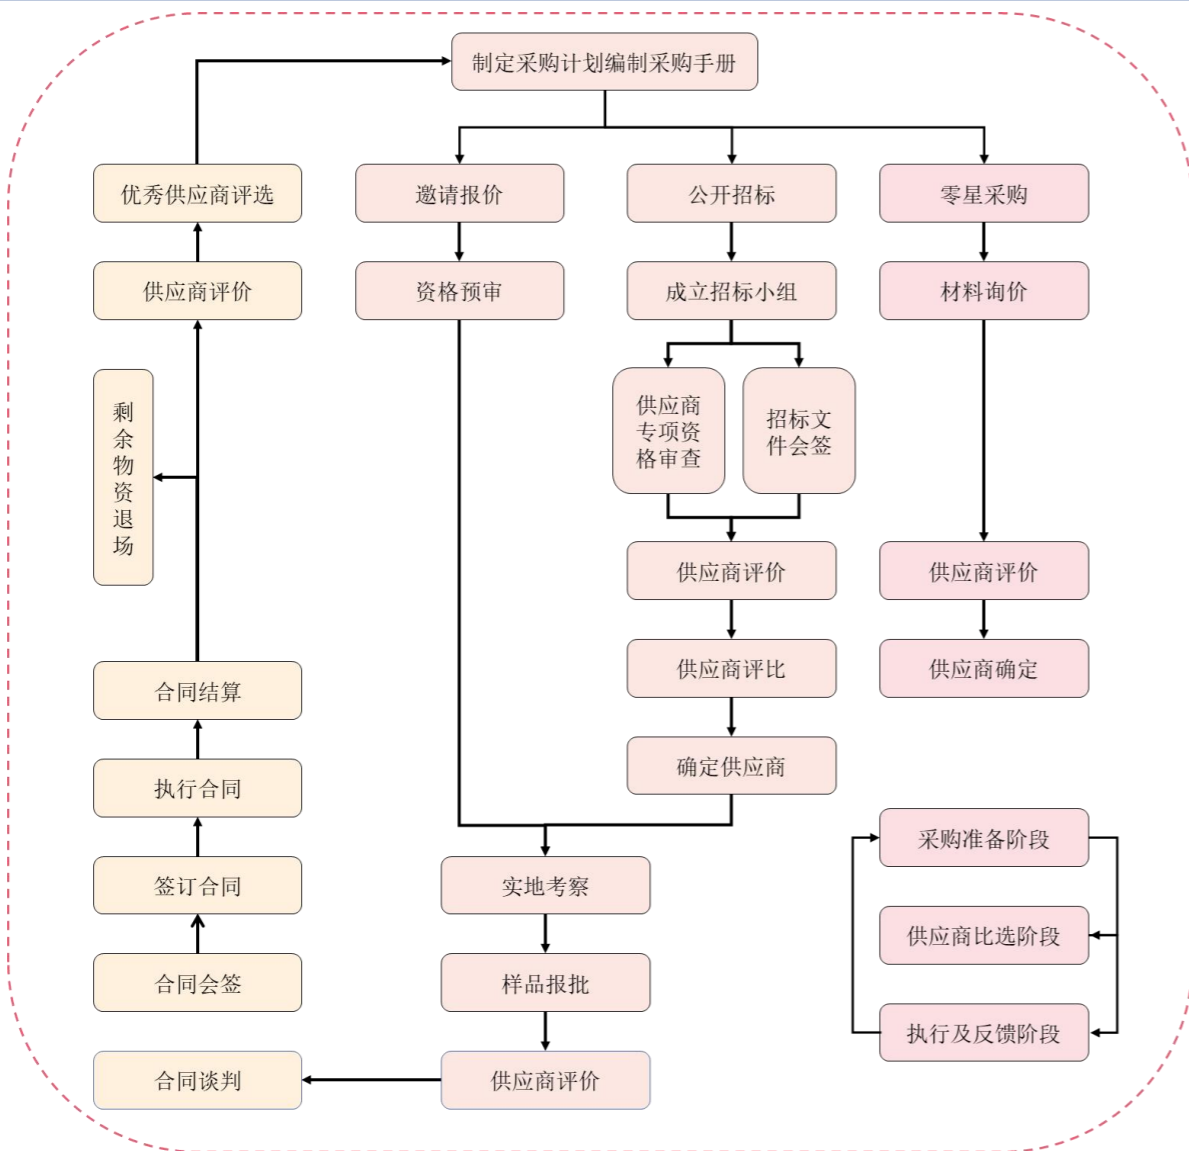 制定采购计划编制采购手册
优秀供应商评选
邀请报价
公开招标
零星采购
供应商评价
资格预审
成立招标小组
材料询价
剩
余
物
资
退
场
供应商
专项资
格审查
招标文
件会签
供应商评价
供应商评价
供应商评比
供应商确定
合同结算
确定供应商
执行合同
采购准备阶段
签订合同
实地考察
供应商比选阶段
合同会签
样品报批
执行及反馈阶段
合同谈判
供应商评价